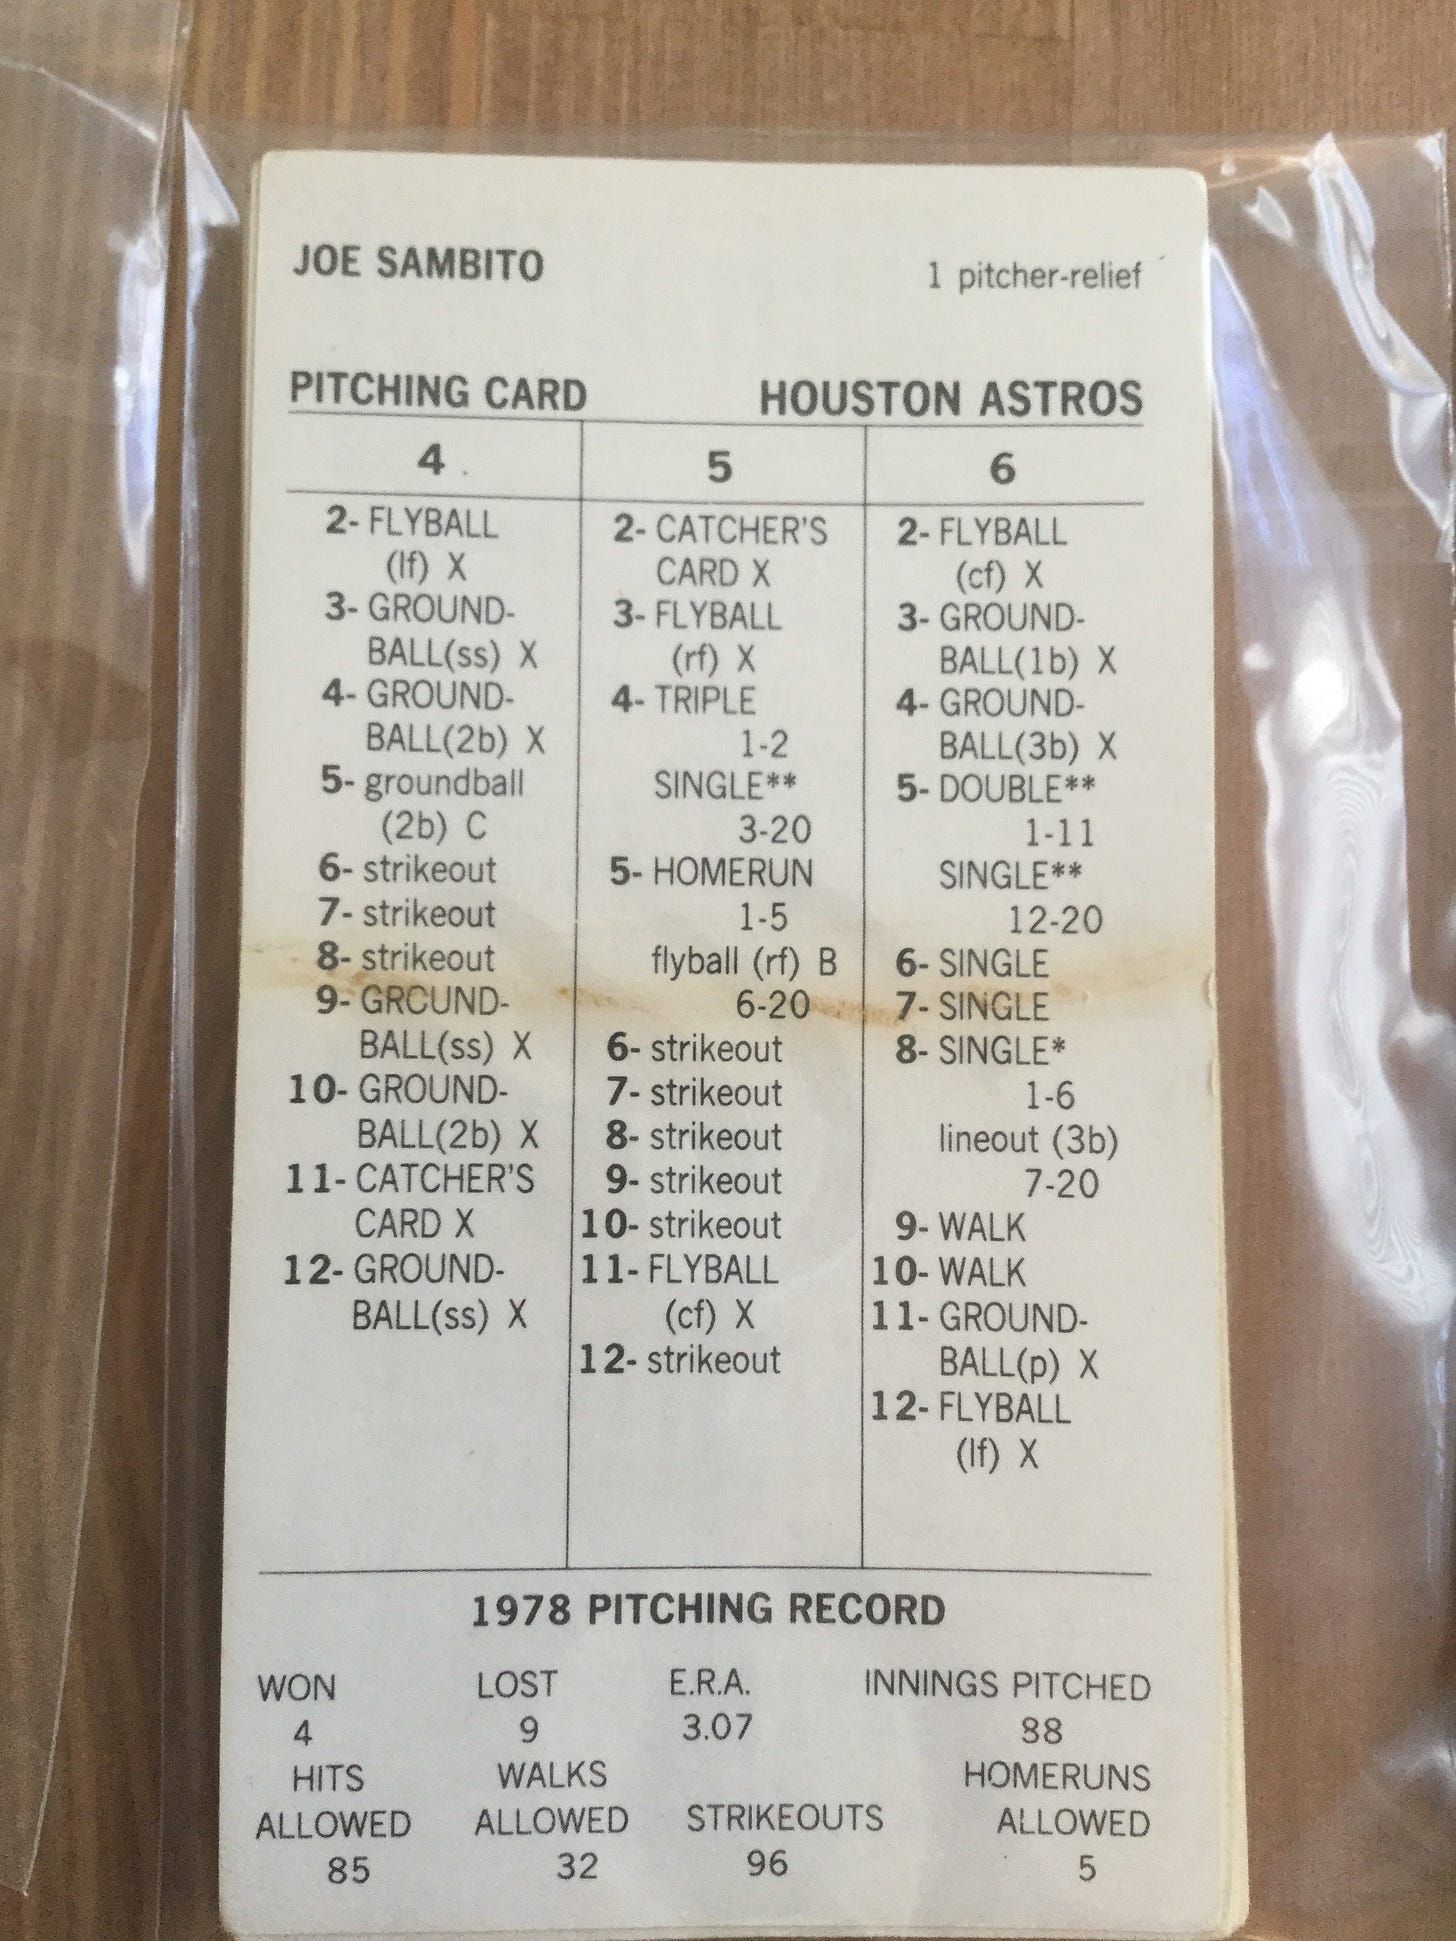 JOE SAMBITO 1 pitcher-relief
PITCHING CARD HOUSTON ASTROS
4
2- FLYBALL
(lf) X
3- GROUND-
BALL(ss) X
4- GROUND-
BALL(2b) X
5- groundball
(2b) C
6- strikeout
7- strikeout
8- strikeout
9- GROUND-
BALL(ss) X
10- GROUND-
BALL(2b) X
11- CATCHER'S
CARD X
12- GROUND-
BALL(ss) X
5
2- CATCHER'S
CARD X
3- FLYBALL
(rf) X
4- TRIPLE
1-2
SINGLE**
3-20
5- HOMERUN
1-5
flyball (rf) B
6-20
6- strikeout
7- strikeout
8- strikeout
9- strikeout
10- strikeout
11- FLYBALL
(cf) X
12- strikeout
6
2- FLYBALL
(cf) X
3- GROUND-
BALL(1b) X
4- GROUND-
BALL(3b) X
5- DOUBLE**
1-11
SINGLE**
12-20
6- SINGLE
7- SINGLE
8- SINGLE*
1-6
lineout (3b)
7-20
9- WALK
10- WALK
11- GROUND-
BALL(p) X
12- FLYBALL
(lf) X
1978 PITCHING RECORD
WON LOST E.R.A. INNINGS PITCHED
4 9 3.07 88
HITS WALKS HOMERUNS
ALLOWED ALLOWED STRIKEOUTS ALLOWED
85 32 96 5